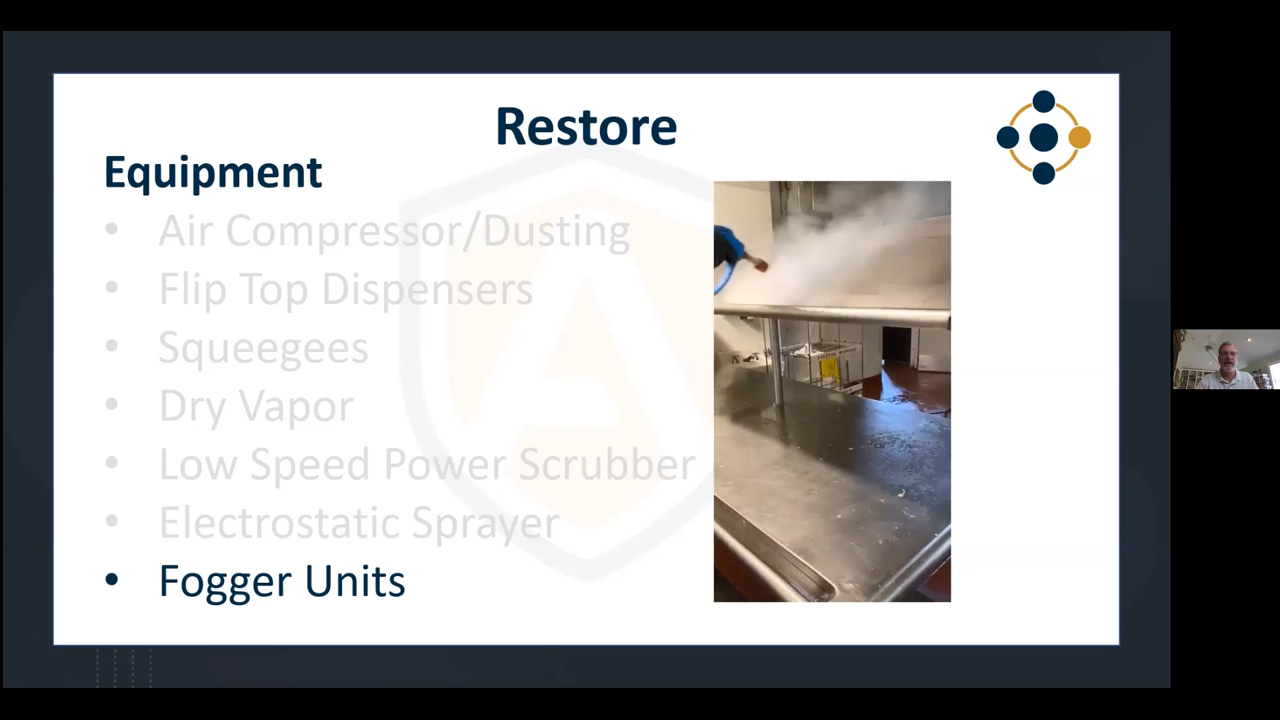 Restore
Equipment
• Air Compressor/Dusting
• Flip Top Dispensers
• Squeegees
• Dry Vapor
• Low Speed Power Scrubber
• Electrostatic Sprayer
• Fogger Units
A